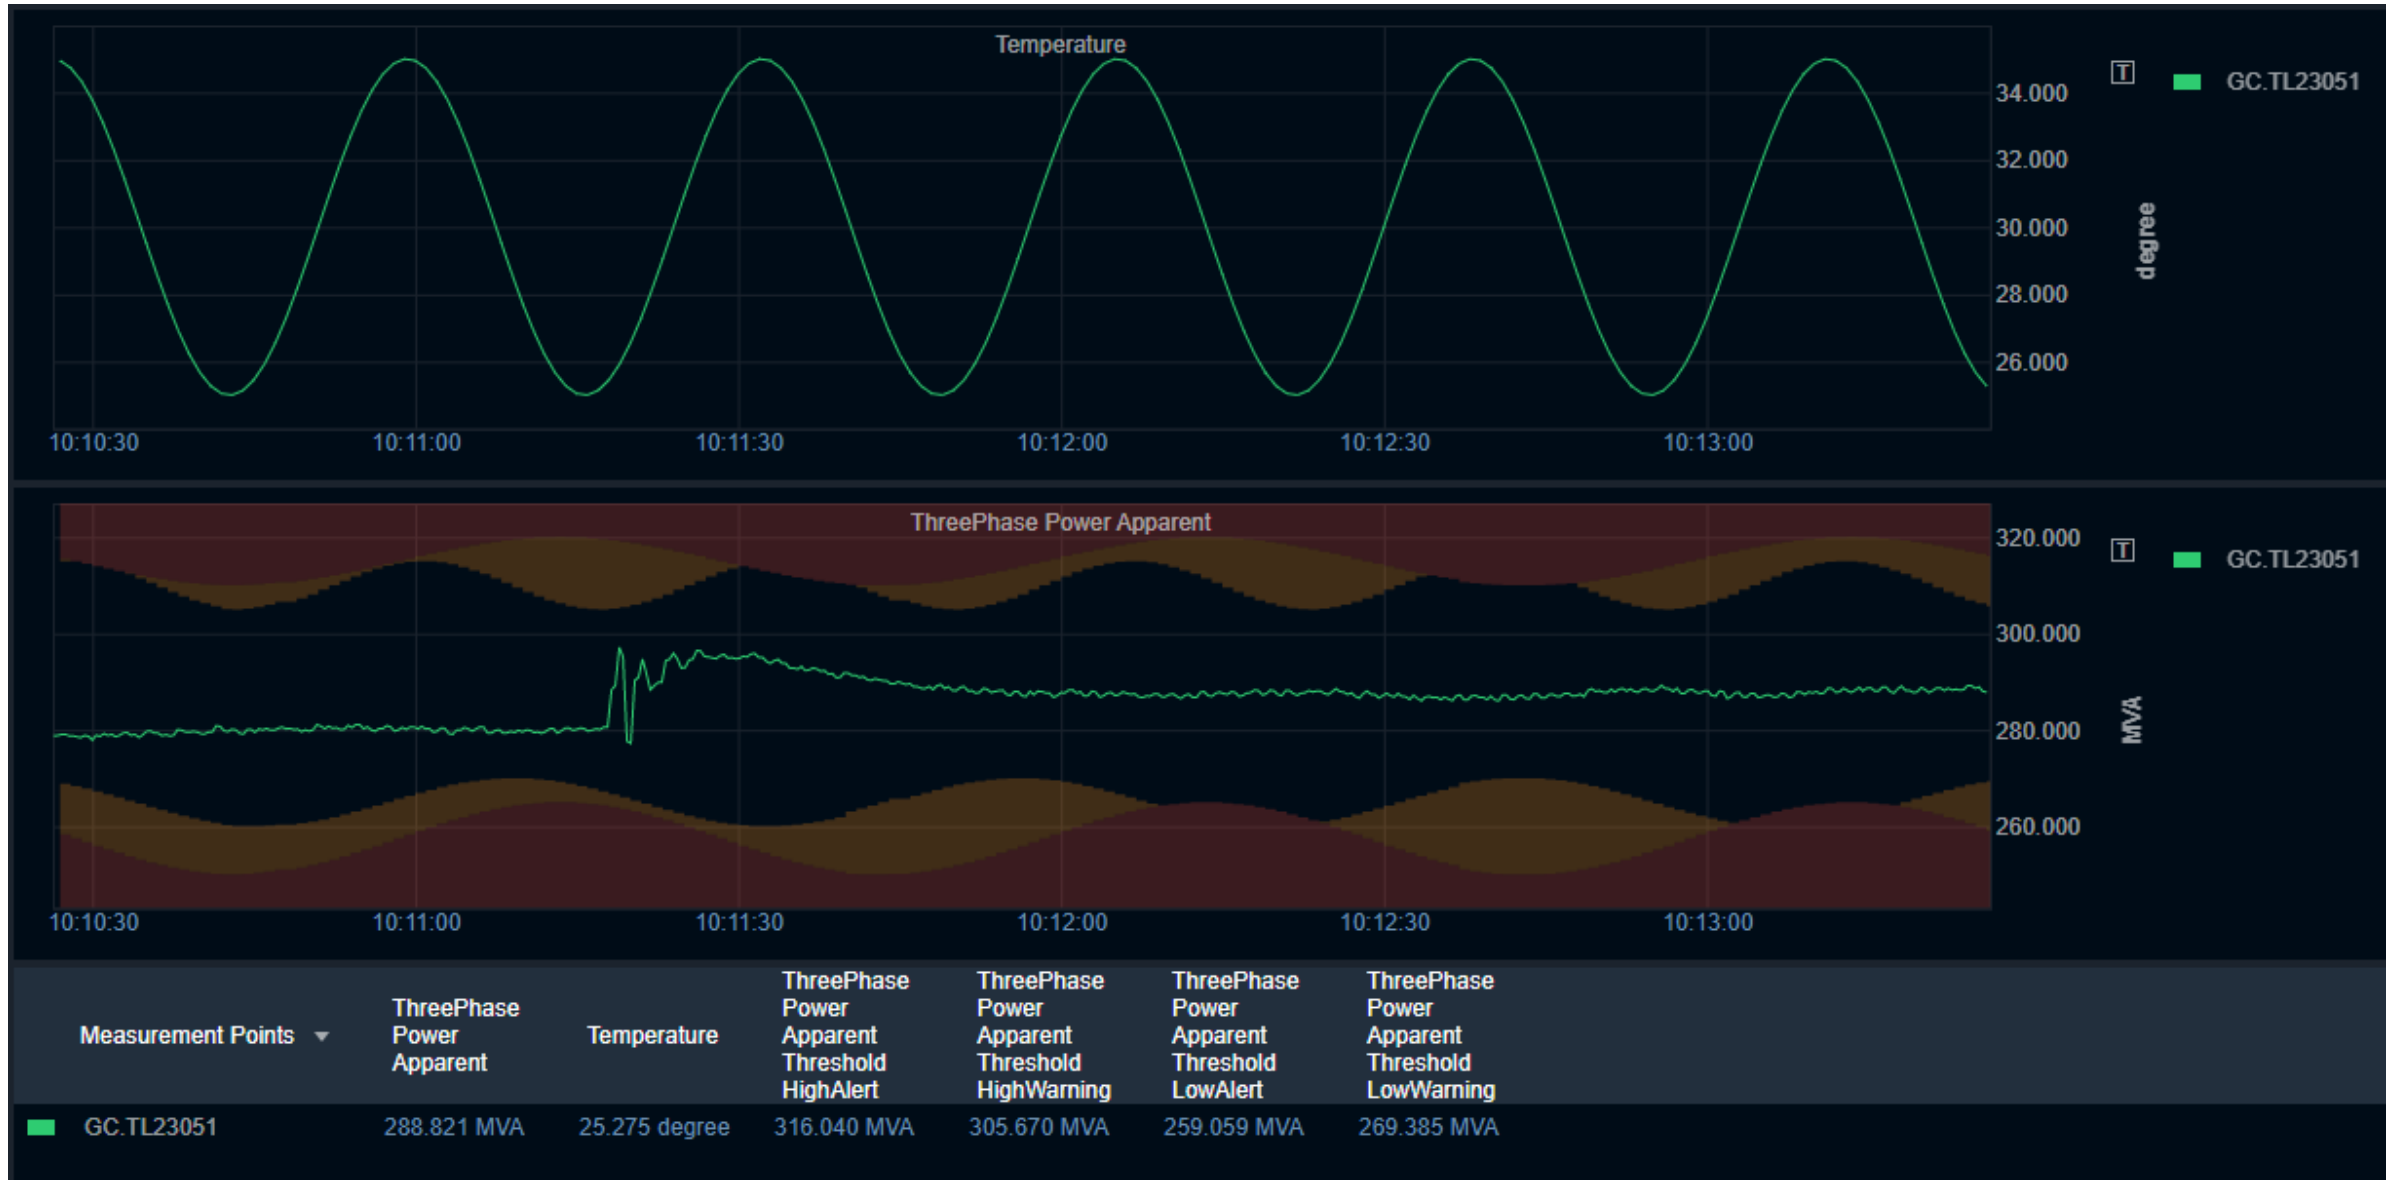 Temperature
34.000
32.000
30.000
28.000
26.000
degree
T
GC.TL23051
10:10:30
10:11:00
10:11:30
10:12:00
10:12:30
10:13:00
ThreePhase Power Apparent
320.000
300.000
280.000
260.000
MVA
T
GC.TL23051
10:10:30
10:11:00
10:11:30
10:12:00
10:12:30
10:13:00
Measurement Points
ThreePhase
Power
Apparent
Temperature
ThreePhase
Power
Apparent
Threshold
HighAlert
ThreePhase
Power
Apparent
Threshold
HighWarning
ThreePhase
Power
Apparent
Threshold
LowAlert
ThreePhase
Power
Apparent
Threshold
LowWarning
GC.TL23051
288.821 MVA
25.275 degree
316.040 MVA
305.670 MVA
259.059 MVA
269.385 MVA